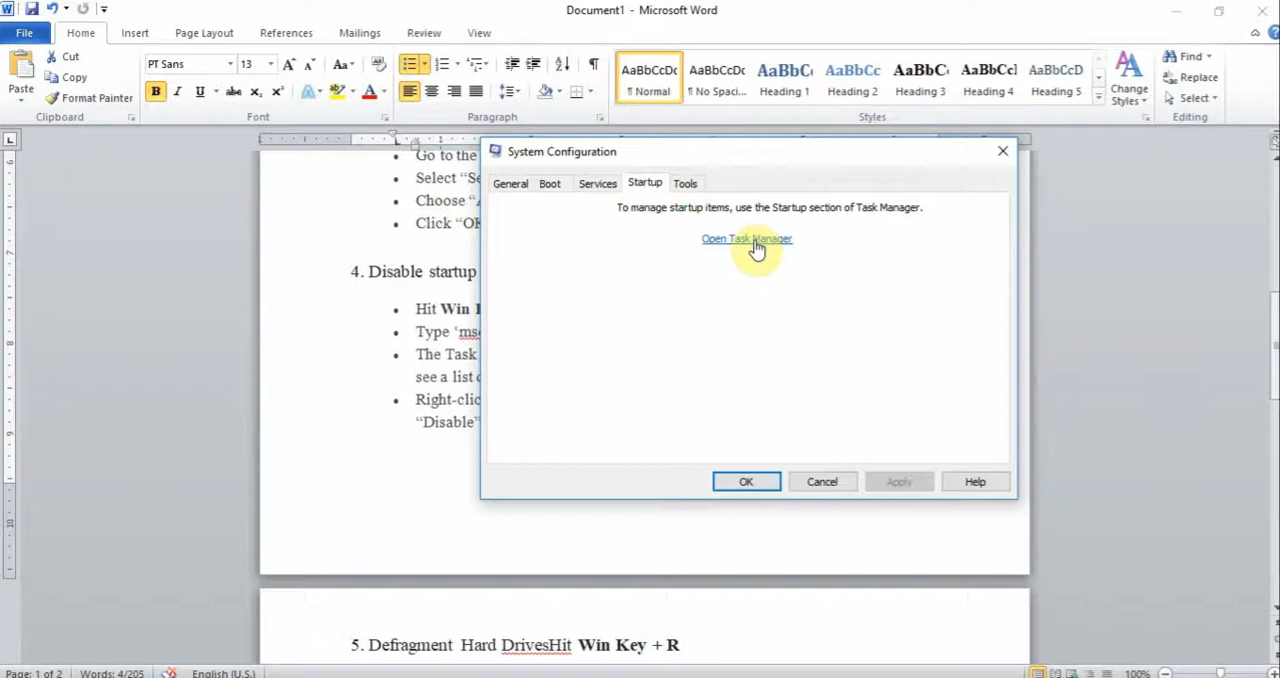 Document1 - Microsoft Word
File Home Insert Page Layout References Mailings Review View
Cut
Copy
Format Painter
Paste
Clipboard
PT Sans 13
Font
Paragraph
AaBbCcDc AaBbCcDc AaBbC AaBbC AaBbC AaBbCcI AaBbCcD
¶ Normal ¶ No Spaci... Heading 1 Heading 2 Heading 3 Heading 4 Heading 5
Styles
Change Styles
Find
Replace
Select
Editing
Go to the
Select “Se
Choose “A
Click “OK
4. Disable startup
Hit Win
Type ‘mse
The Task
see a list
Right-clic
“Disable”
System Configuration
General Boot Services Startup Tools
To manage startup items, use the Startup section of Task Manager.
Open Task Manager
OK Cancel Apply Help
5. Defragment Hard DrivesHit Win Key + R
Page: 1 of 2 Words: 4/205 English (U.S.) 100%